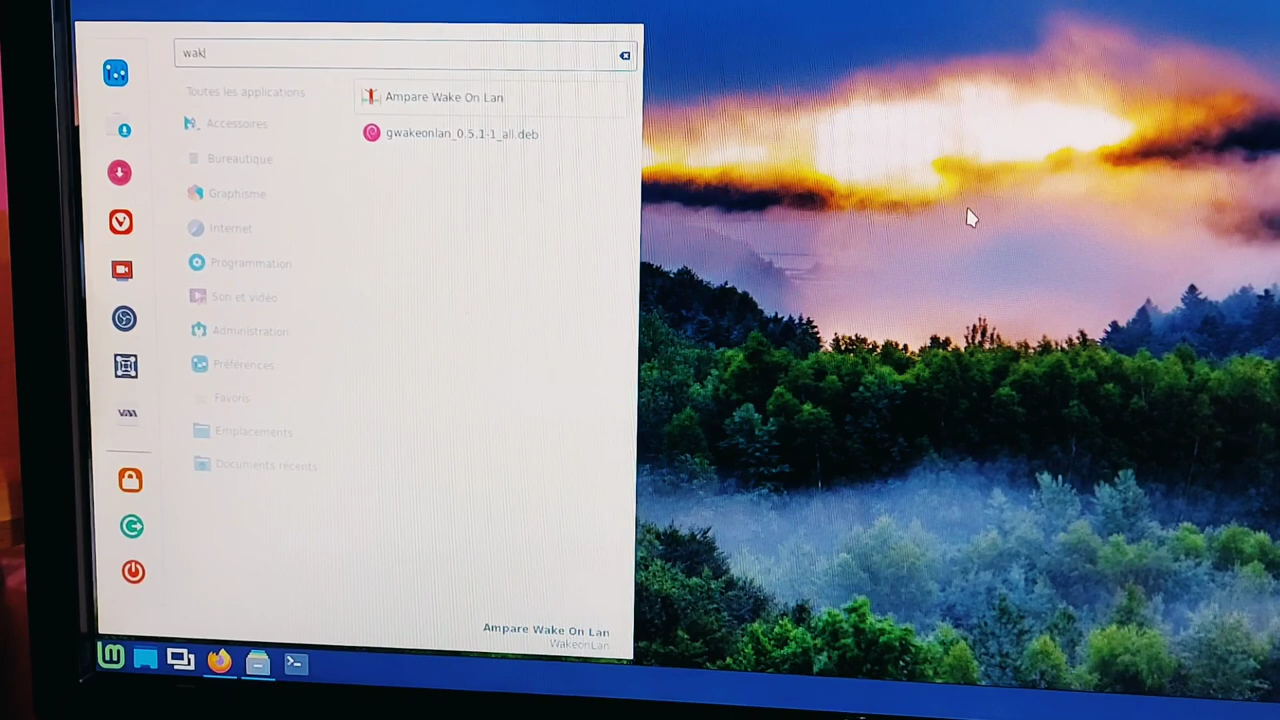 wak
Toutes les applications
Accessoires
Bureautique
Graphisme
Internet
Programmation
Son et vidéo
Administration
Préférences
Favoris
Emplacements
Documents récents
Ampare Wake On Lan
gwakeonlan_0.5.1-1_all.deb
Ampare Wake On Lan
WakeonLan